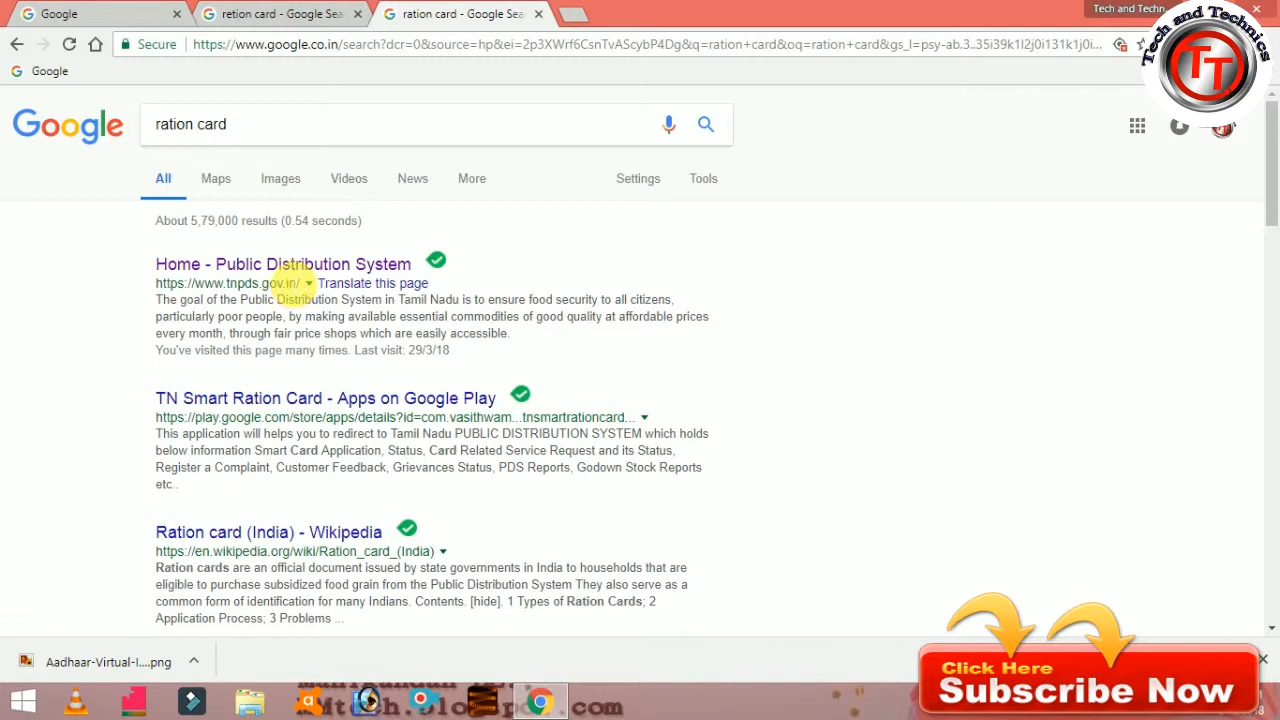 Google
retion card - Google Sea
ration card - Google Sea
Tech and Techn
Tech and Technics
TT
Secure
https://www.google.co.in/search?dcr=0&source=hp&ei=2p3XWrf6CsnTvAScybP4Dg&q=ration+card&oq=ration+card&gs_l=psy-ab.3..35i39k1l2j0i131k1j0i...
Google
Google
ration card
All
Maps
Images
Videos
News
More
Settings
Tools
About 5,79,000 results (0.54 seconds)
Home - Public Distribution System
https://www.tnpds.gov.in/ Translate this page
The goal of the Public Distribution System in Tamil Nadu is to ensure food security to all citizens,
particularly poor people, by making available essential commodities of good quality at affordable prices
every month, through fair price shops which are easily accessible.
You've visited this page many times. Last visit: 29/3/18
TN Smart Ration Card - Apps on Google Play
https://play.google.com/store/apps/details?id=com.vasithwam...tnsmartrationcard...
This application will helps you to redirect to Tamil Nadu PUBLIC DISTRIBUTION SYSTEM which holds
below information Smart Card Application, Status, Card Related Service Request and its Status,
Register a Complaint, Customer Feedback, Grievances Status, PDS Reports, Godown Stock Reports
etc..
Ration card (India) - Wikipedia
https://en.wikipedia.org/wiki/Ration_card_(India)
Ration cards are an official document issued by state governments in India to households that are
eligible to purchase subsidized food grain from the Public Distribution System They also serve as a
common form of identification for many Indians. Contents. [hide]. 1 Types of Ration Cards; 2
Application Process; 3 Problems ...
Aadhaar-Virtual-I....png
Click Here
Subscribe Now